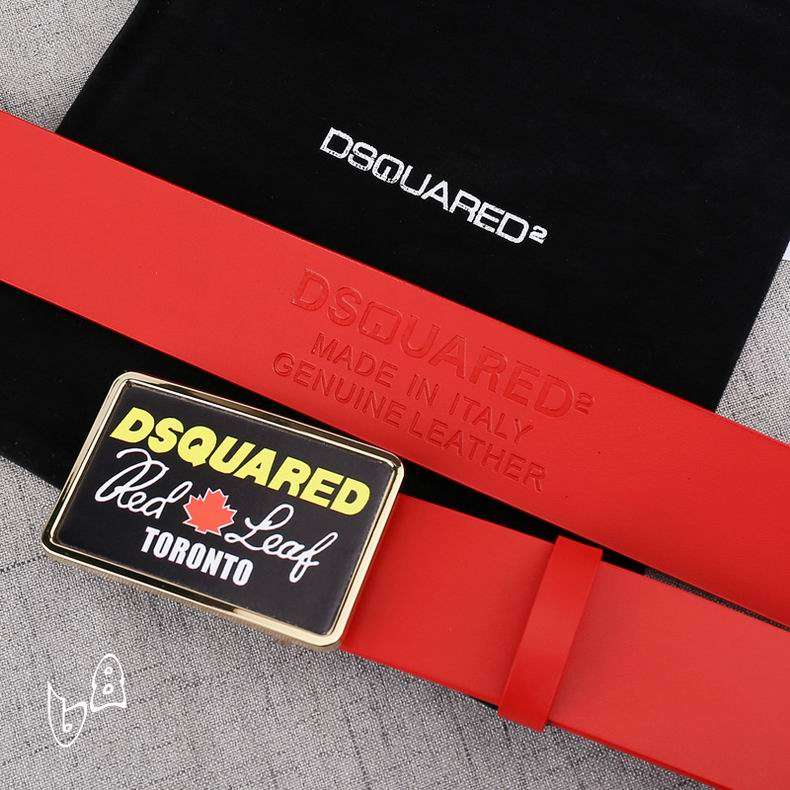 DSQUARED²
DSQUARED²
MADE IN ITALY
GENUINE LEATHER
DSQUARED
Red Leaf
TORONTO